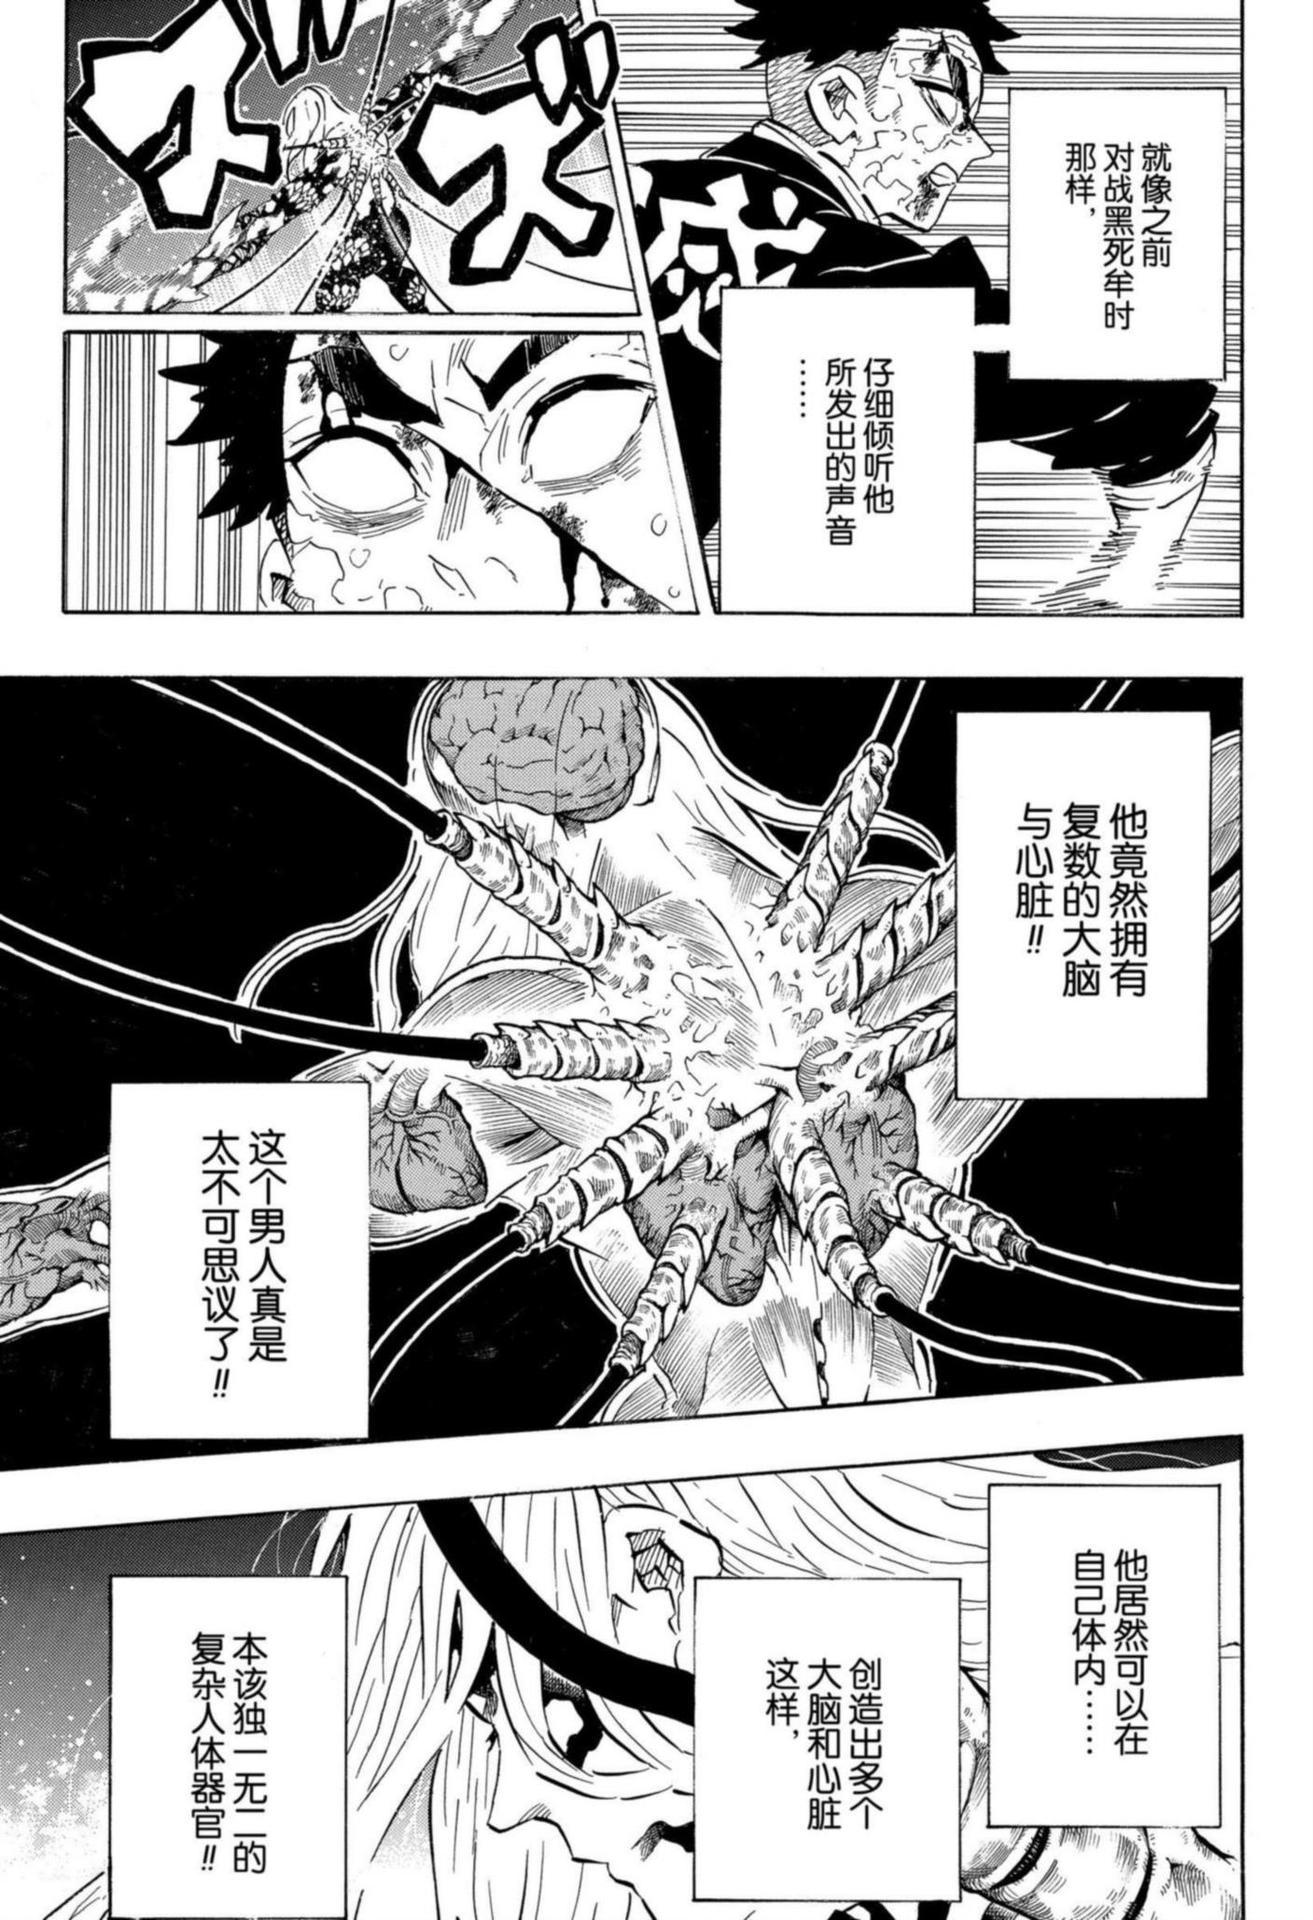 就像之前
对战黑死牟时
那样，
仔细倾听他
所发出的声音
……
ズ
ズ
ズ
他竟然拥有
复数的大脑
与心脏!!
这个男人真是
太不可思议了!!
他居然可以在
自己体内……
创造出多个
大脑和心脏
这样，
本该独一无二的
复杂人体器官!!